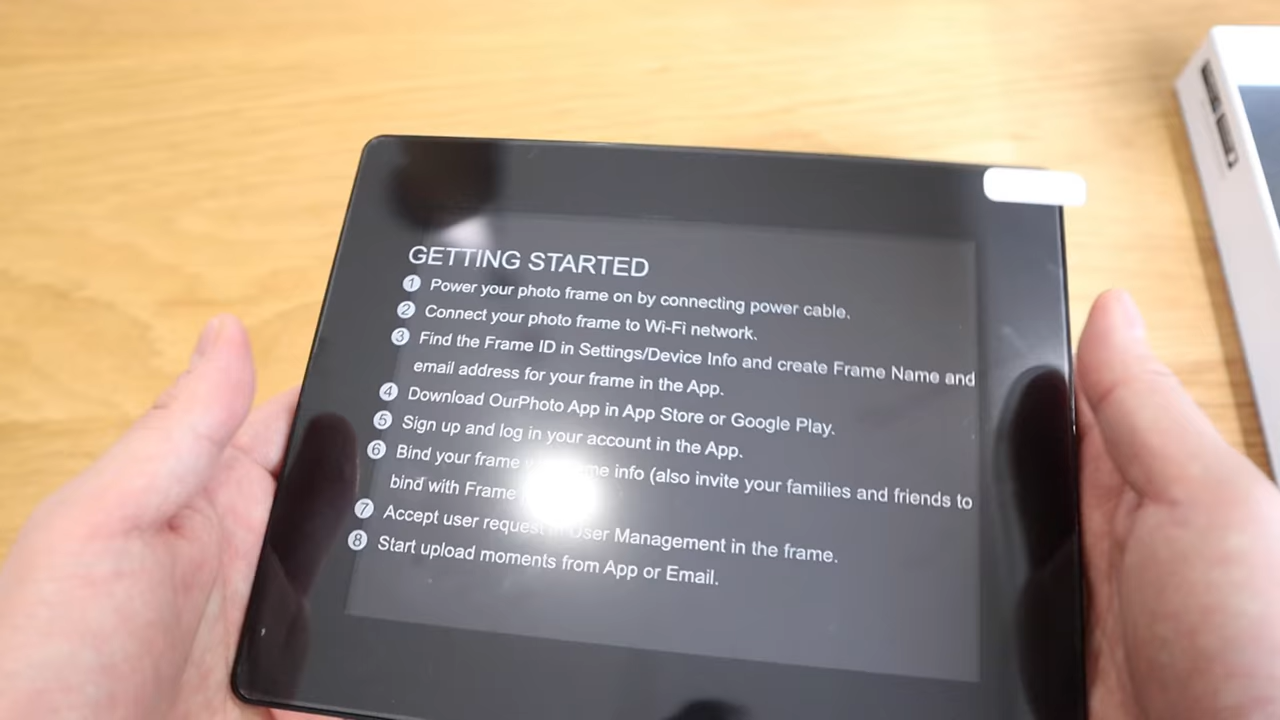 GETTING STARTED
1 Power your photo frame on by connecting power cable.
2 Connect your photo frame to Wi-Fi network.
3 Find the Frame ID in Settings/Device Info and create Frame Name and
email address for your frame in the App.
4 Download OurPhoto App in App Store or Google Play.
5 Sign up and log in your account in the App.
6 Bind your frame info (also invite your families and friends to
bind with Frame
7 Accept user request in User Management in the frame.
8 Start upload moments from App or Email.